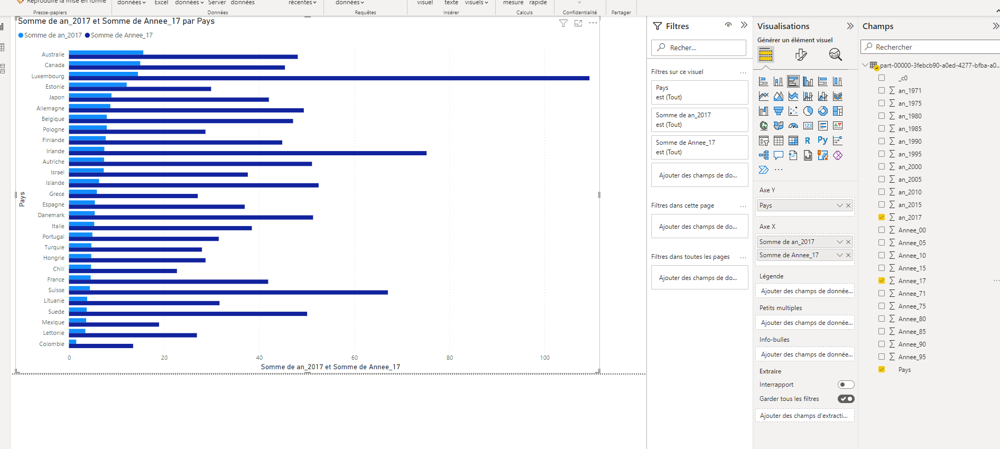 Reproduire la mise en forme
données
Excel
données
Server
données
récentes
données
visuel
texte
visuels
mesure
rapide
Presse-papiers
Données
Requêtes
Insérer
Calculs
Confidentialité
Partager
Somme de an_2017 et Somme de Annee_17 par Pays
Somme de an_2017 Somme de Annee_17
Australie
Canada
Luxembourg
Estonie
Japon
Allemagne
Belgique
Pologne
Finlande
Irlande
Autriche
Israel
Islande
Grece
Espagne
Danemark
Italie
Portugal
Turquie
Hongrie
Chili
France
Suisse
Lituanie
Suede
Mexique
Lettonie
Colombie
Pays
0 20 40 60 80 100
Somme de an_2017 et Somme de Annee_17
Filtres
Recher...
Filtres sur ce visuel ...
Pays
est (Tout)
Somme de an_2017
est (Tout)
Somme de Annee_17
est (Tout)
Ajouter des champs de do...
Filtres dans cette page ...
Ajouter des champs de do...
Filtres dans toutes les pages ...
Ajouter des champs de do...
Visualisations
Générer un élément visuel
123
R
Py
...
Axe Y
Pays
Axe X
Somme de an_2017
Somme de Annee_17
Légende
Ajouter des champs de donnée...
Petits multiples
Ajouter des champs de donnée...
Info-bulles
Ajouter des champs de donnée...
Extraire
Interrapport
Garder tous les filtres
Ajouter des champs d'extracti...
Champs
Rechercher
part-00000-3febcb90-a0ed-4277-bfba-a0...
_c0
∑ an_1971
∑ an_1975
∑ an_1980
∑ an_1985
∑ an_1990
∑ an_1995
∑ an_2000
∑ an_2005
∑ an_2010
∑ an_2015
∑ an_2017
∑ Annee_00
∑ Annee_05
∑ Annee_10
∑ Annee_15
∑ Annee_17 ...
∑ Annee_71
∑ Annee_75
∑ Annee_80
∑ Annee_85
∑ Annee_90
∑ Annee_95
Pays